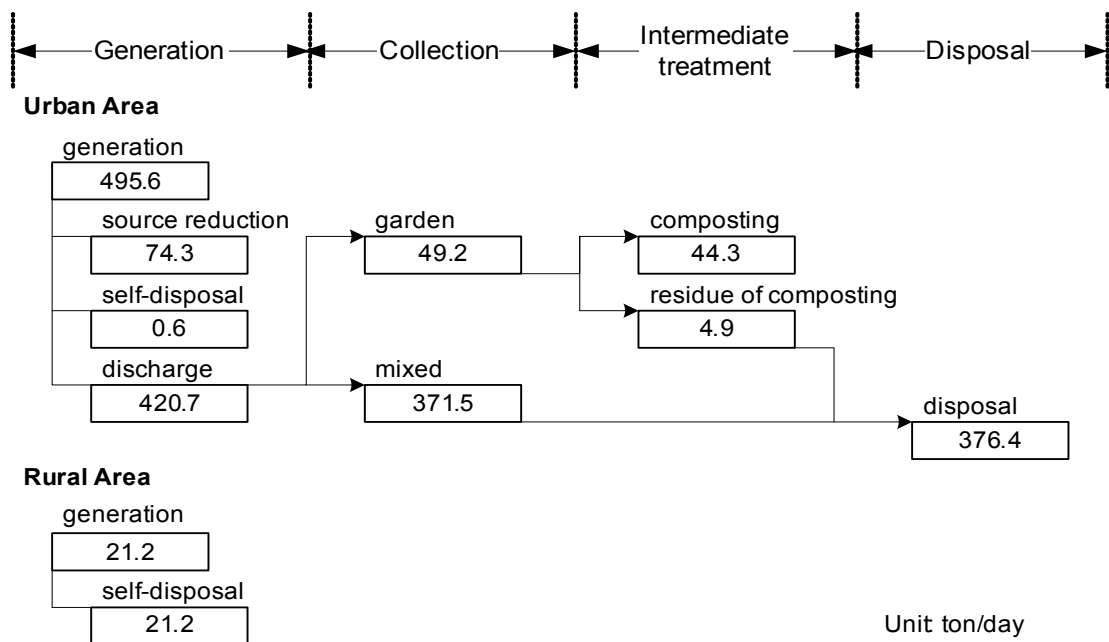 Generation
Collection
Intermediate
treatment
Disposal
Urban Area
generation
495.6
source reduction
74.3
self-disposal
0.6
discharge
420.7
garden
49.2
mixed
371.5
composting
44.3
residue of composting
4.9
disposal
376.4
Rural Area
generation
21.2
self-disposal
21.2
Unit: ton/day